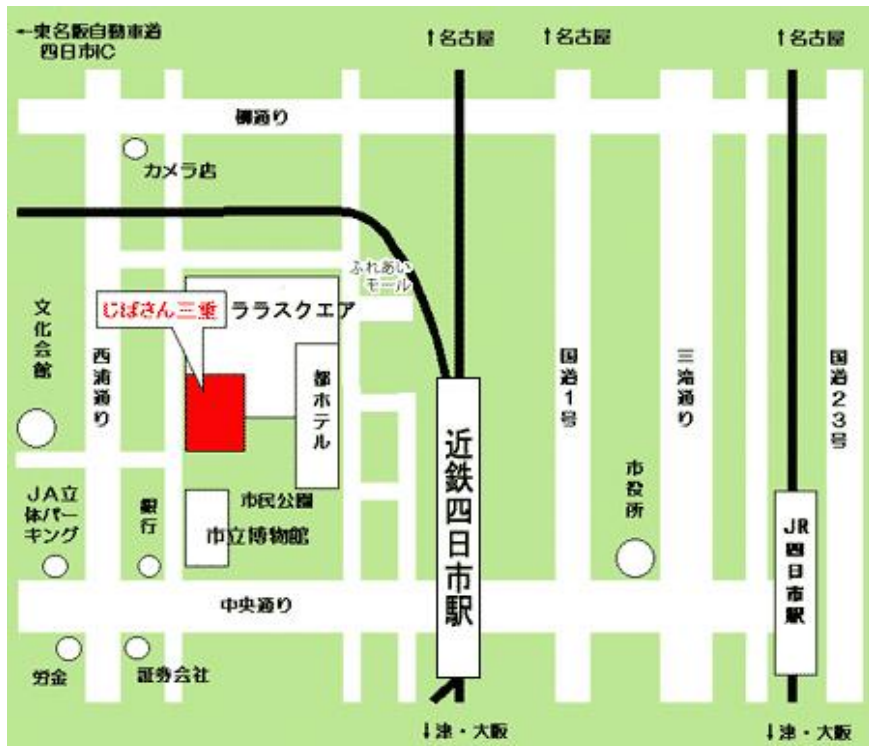 ←東名阪自動車道
四日市IC
↑名古屋
↑名古屋
↑名古屋
柳通り
カメラ店
ふれあい
モール
じばさん三重
ララスクエア
文化会館
西浦通り
都ホテル
近鉄四日市駅
国道1号
三滝通り
国道23号
JA立
体パー
キング
銀行
市民公園
市立博物館
市役所
JR四日市駅
中央通り
労金
証券会社
↓津・大阪
↓津・大阪